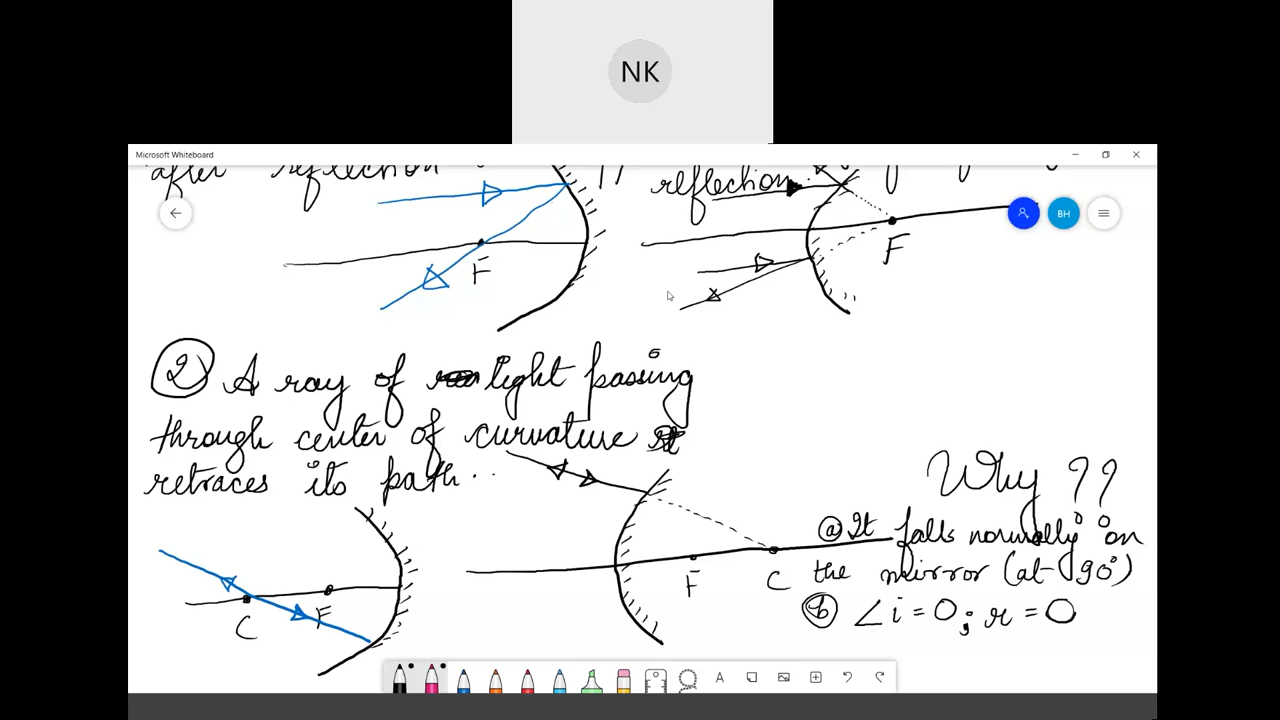 NK
Microsoft Whiteboard
after reflection
reflection
BH
F
F
② A ray of light passing
through center of curvature
retraces its path..
Why ??
ⓐ It falls normally on
the mirror (at 90°)
ⓑ ∠i = 0; r = 0
C F
F C
A